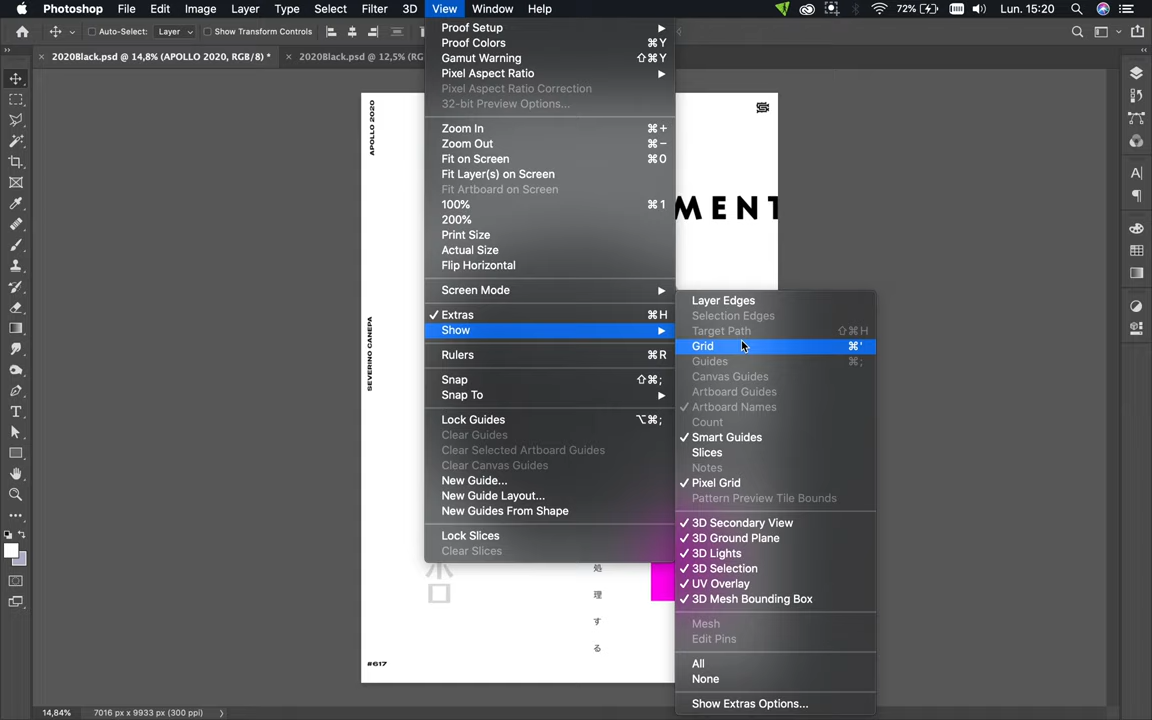 Photoshop File Edit Image Layer Type Select Filter 3D View Window Help 72% Lun. 15:20
Auto-Select: Layer Show Transform Controls
2020Black.psd @ 14,8% (APOLLO 2020, RGB/8) * 2020Black.psd @ 12,5% (RG
Proof Setup
Proof Colors ⌘Y
Gamut Warning ⇧⌘Y
Pixel Aspect Ratio
Pixel Aspect Ratio Correction
32-bit Preview Options...
Zoom In ⌘+
Zoom Out ⌘−
Fit on Screen ⌘0
Fit Layer(s) on Screen
Fit Artboard on Screen
100% ⌘1
200%
Print Size
Actual Size
Flip Horizontal
Screen Mode
✓ Extras ⌘H
Show
Rulers ⌘R
Snap ⇧⌘;
Snap To
Lock Guides ⌥⌘;
Clear Guides
Clear Selected Artboard Guides
Clear Canvas Guides
New Guide...
New Guide Layout...
New Guides From Shape
Lock Slices
Clear Slices
Layer Edges
Selection Edges
Target Path ⇧⌘H
Grid ⌘'
Guides ⌘;
Canvas Guides
Artboard Guides
✓ Artboard Names
Count
✓ Smart Guides
Slices
Notes
✓ Pixel Grid
Pattern Preview Tile Bounds
✓ 3D Secondary View
✓ 3D Ground Plane
✓ 3D Lights
✓ 3D Selection
✓ UV Overlay
✓ 3D Mesh Bounding Box
Mesh
Edit Pins
All
None
Show Extras Options...
APOLLO 2020
MENT
SEVERINO CANEPA
処
理
す
る
#617
14,84% 7016 px x 9933 px (300 ppi)